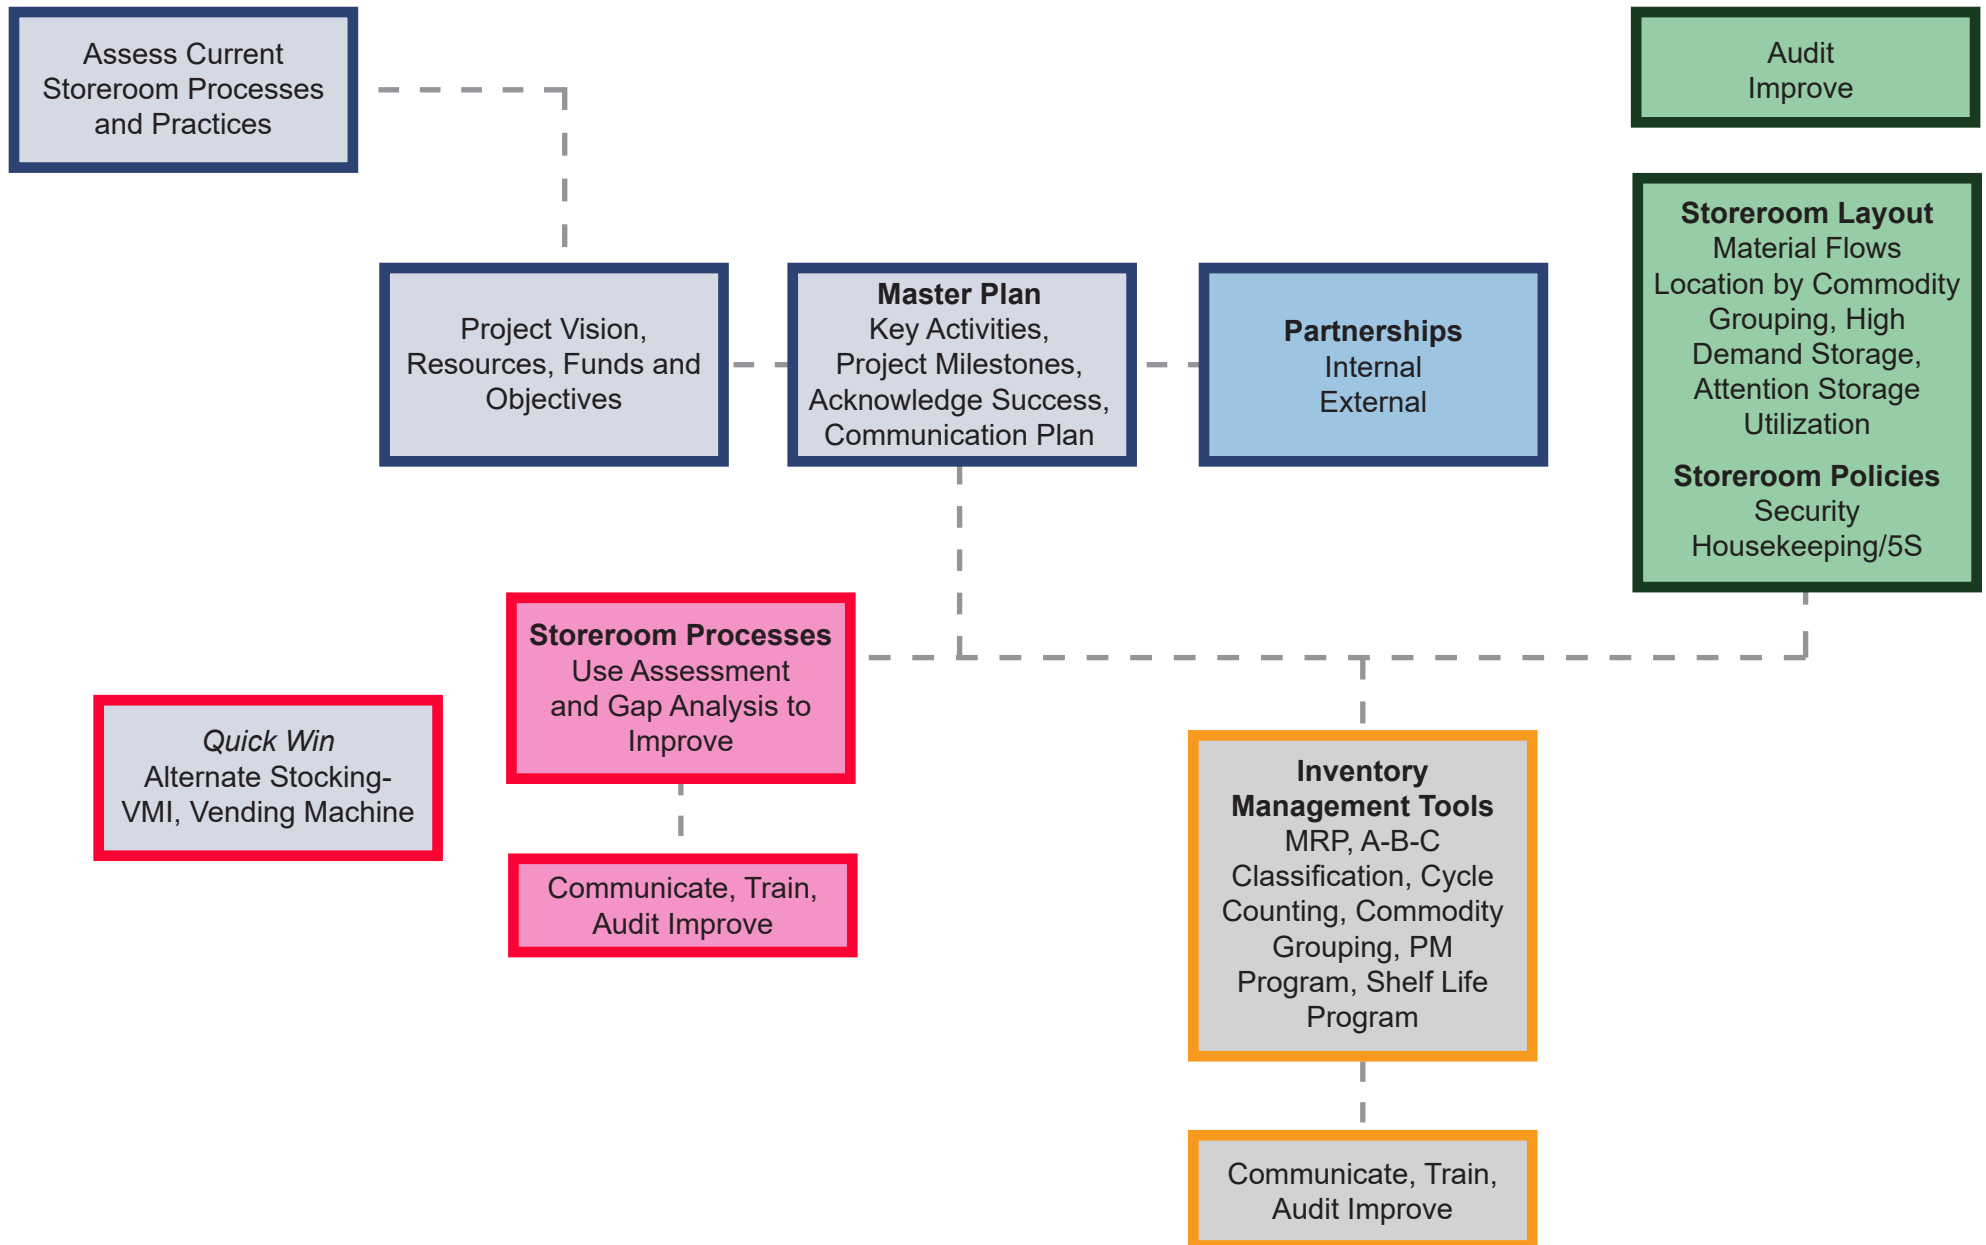 Assess Current
Storeroom Processes
and Practices
Audit
Improve
Project Vision,
Resources, Funds and
Objectives
Master Plan
Key Activities,
Project Milestones,
Acknowledge Success,
Communication Plan
Partnerships
Internal
External
Storeroom Layout
Material Flows
Location by Commodity
Grouping, High
Demand Storage,
Attention Storage
Utilization
Storeroom Policies
Security
Housekeeping/5S
Storeroom Processes
Use Assessment
and Gap Analysis to
Improve
Quick Win
Alternate Stocking-
VMI, Vending Machine
Communicate, Train,
Audit Improve
Inventory
Management Tools
MRP, A-B-C
Classification, Cycle
Counting, Commodity
Grouping, PM
Program, Shelf Life
Program
Communicate, Train,
Audit Improve